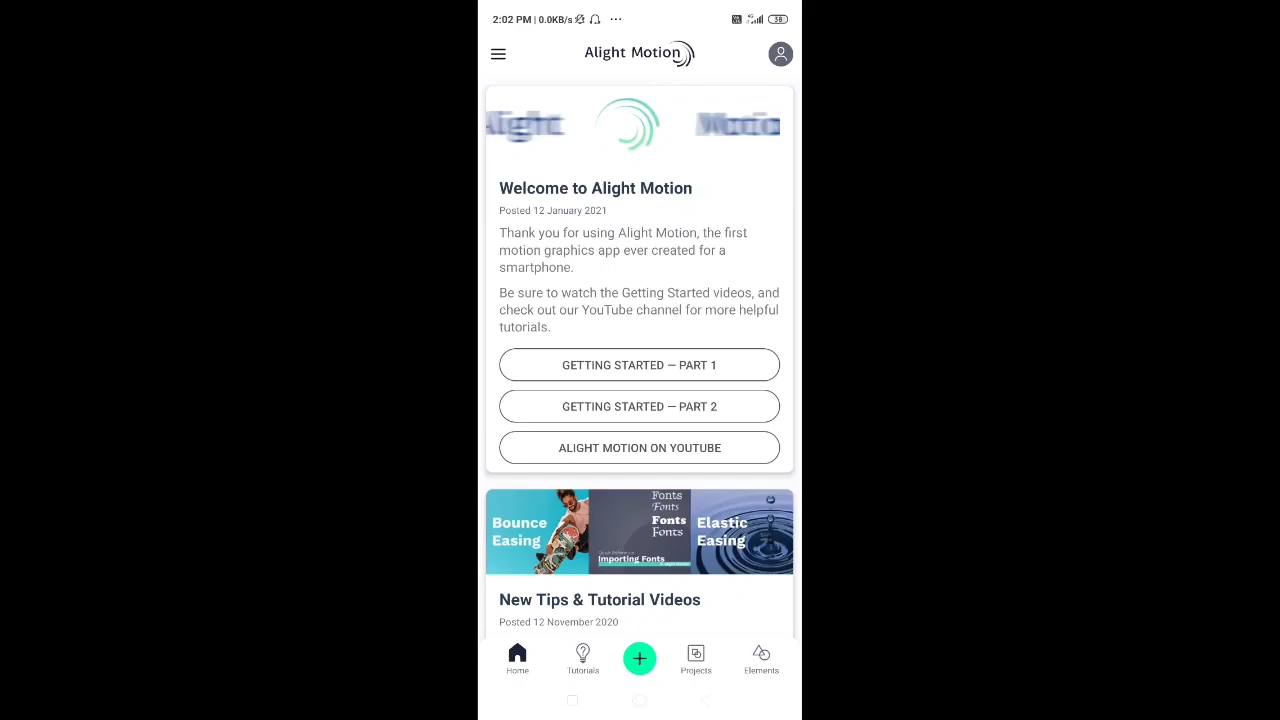 2:02 PM | 0.0KB/s ...
4G 38
Alight Motion
Alight Motion
Welcome to Alight Motion
Posted 12 January 2021
Thank you for using Alight Motion, the first
motion graphics app ever created for a
smartphone.
Be sure to watch the Getting Started videos, and
check out our YouTube channel for more helpful
tutorials.
GETTING STARTED – PART 1
GETTING STARTED – PART 2
ALIGHT MOTION ON YOUTUBE
Bounce
Easing
Fonts
Fonts
Fonts
Fonts
Importing Fonts
Elastic
Easing
New Tips & Tutorial Videos
Posted 12 November 2020
Home
Tutorials
Projects
Elements